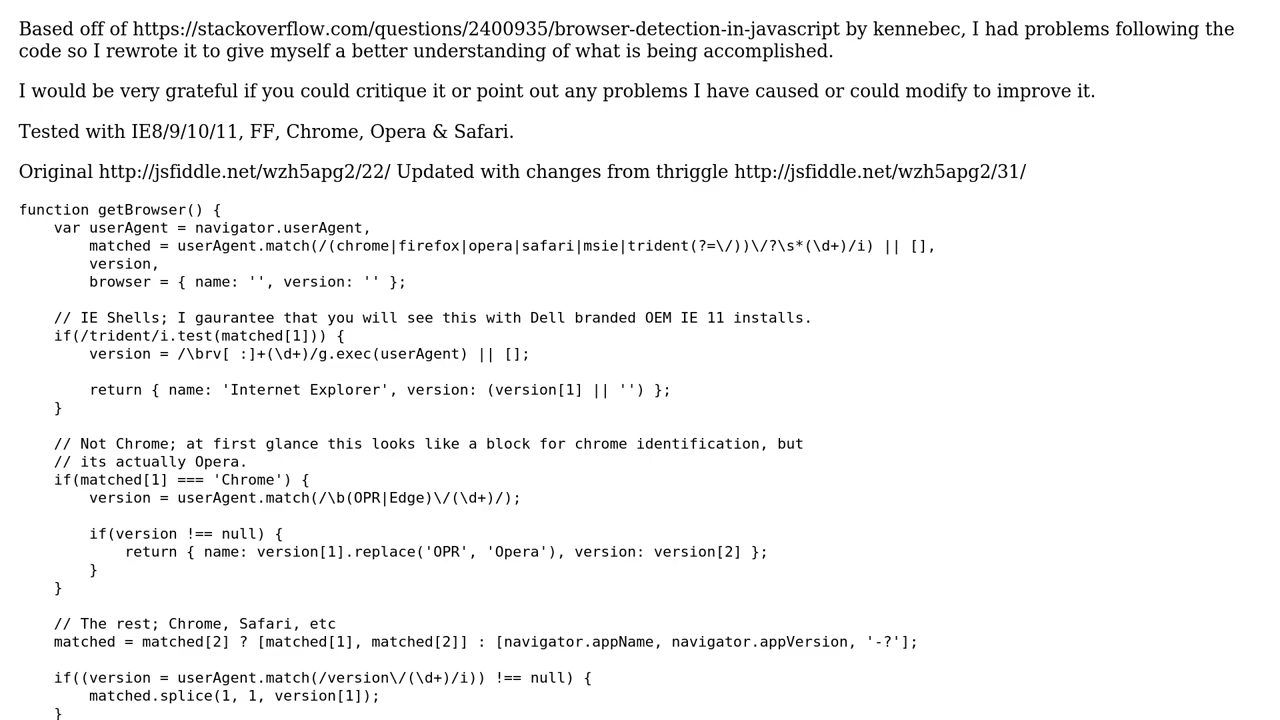 Based off of https://stackoverflow.com/questions/2400935/browser-detection-in-javascript by kennebec, I had problems following the
code so I rewrote it to give myself a better understanding of what is being accomplished.
I would be very grateful if you could critique it or point out any problems I have caused or could modify to improve it.
Tested with IE8/9/10/11, FF, Chrome, Opera & Safari.
Original http://jsfiddle.net/wzh5apg2/22/ Updated with changes from thriggle http://jsfiddle.net/wzh5apg2/31/
function getBrowser() {
    var userAgent = navigator.userAgent,
        matched = userAgent.match(/(chrome|firefox|opera|safari|msie|trident(?=\/))\/?\s*(\d+)/i) || [],
        version,
        browser = { name: '', version: '' };
    // IE Shells; I gaurantee that you will see this with Dell branded OEM IE 11 installs.
    if(/trident/i.test(matched[1])) {
        version = /\brv[ :]+(\d+)/g.exec(userAgent) || [];
        return { name: 'Internet Explorer', version: (version[1] || '') };
    }
    // Not Chrome; at first glance this looks like a block for chrome identification, but
    // its actually Opera.
    if(matched[1] === 'Chrome') {
        version = userAgent.match(/\b(OPR|Edge)\/(\d+)/);
        if(version !== null) {
            return { name: version[1].replace('OPR', 'Opera'), version: version[2] };
        }
    }
    // The rest; Chrome, Safari, etc
    matched = matched[2] ? [matched[1], matched[2]] : [navigator.appName, navigator.appVersion, '-?'];
    if((version = userAgent.match(/version\/(\d+)/i)) !== null) {
        matched.splice(1, 1, version[1]);
    }